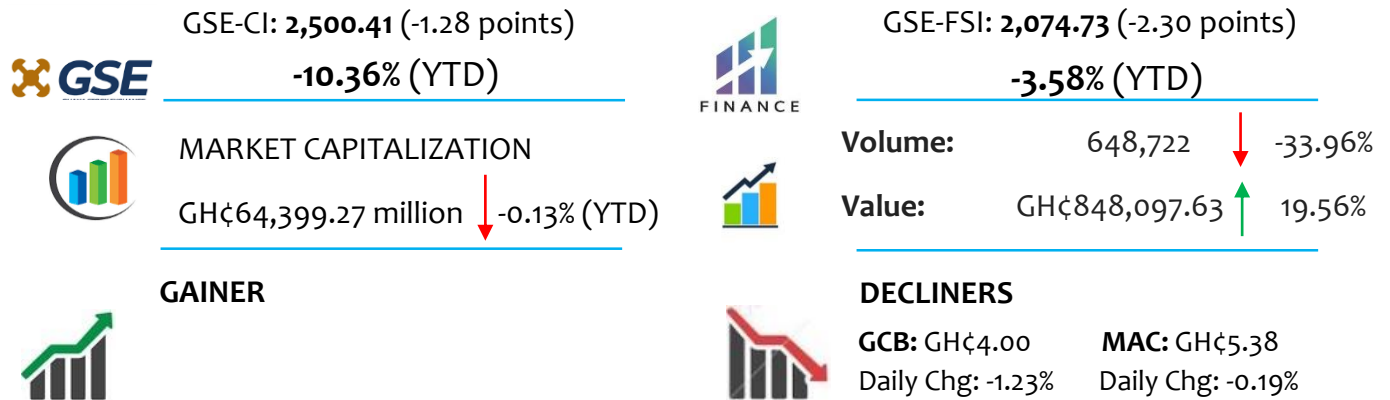 GSE-CI: 2,500.41 (-1.28 points)
GSE
-10.36% (YTD)
MARKET CAPITALIZATION
GH¢64,399.27 million -0.13% (YTD)
GAINER
GSE-FSI: 2,074.73 (-2.30 points)
FINANCE
-3.58% (YTD)
Volume: 648,722 -33.96%
Value: GH¢848,097.63 19.56%
DECLINERS
GCB: GH¢4.00 MAC: GH¢5.38
Daily Chg: -1.23% Daily Chg: -0.19%